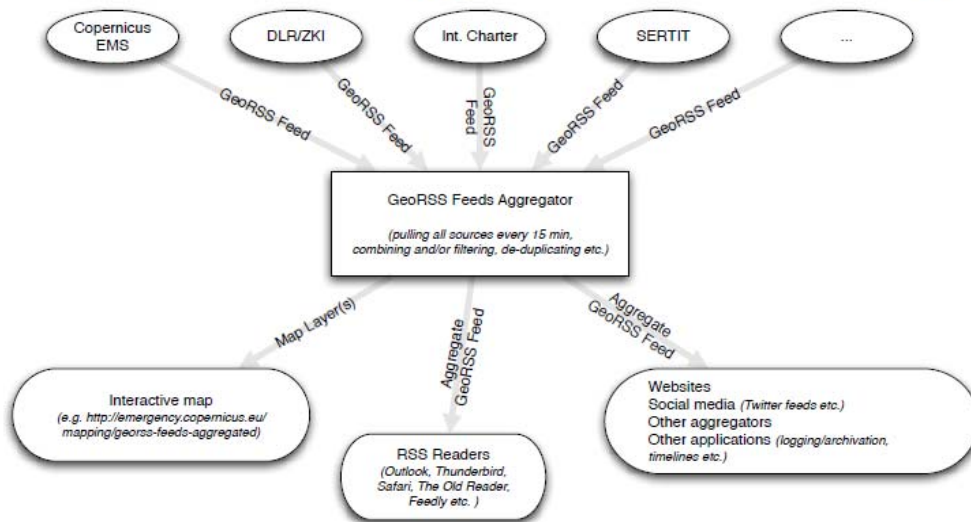 Copernicus
EMS
DLR/ZKI
Int. Charter
SERTIT
...
GeoRSS Feed
GeoRSS Feed
GeoRSS
Feed
GeoRSS Feed
GeoRSS Feed
GeoRSS Feeds Aggregator
(pulling all sources every 15 min,
combining and/or filtering, de-duplicating etc.)
Map Layer(s)
Aggregate
GeoRSS Feed
Aggregate
GeoRSS Feed
Interactive map
(e.g. http://emergency.copernicus.eu/
mapping/georss-feeds-aggregated)
RSS Readers
(Outlook, Thunderbird,
Safari, The Old Reader,
Feedly etc. )
Websites
Social media (Twitter feeds etc.)
Other aggregators
Other applications (logging/archivation,
timelines etc.)